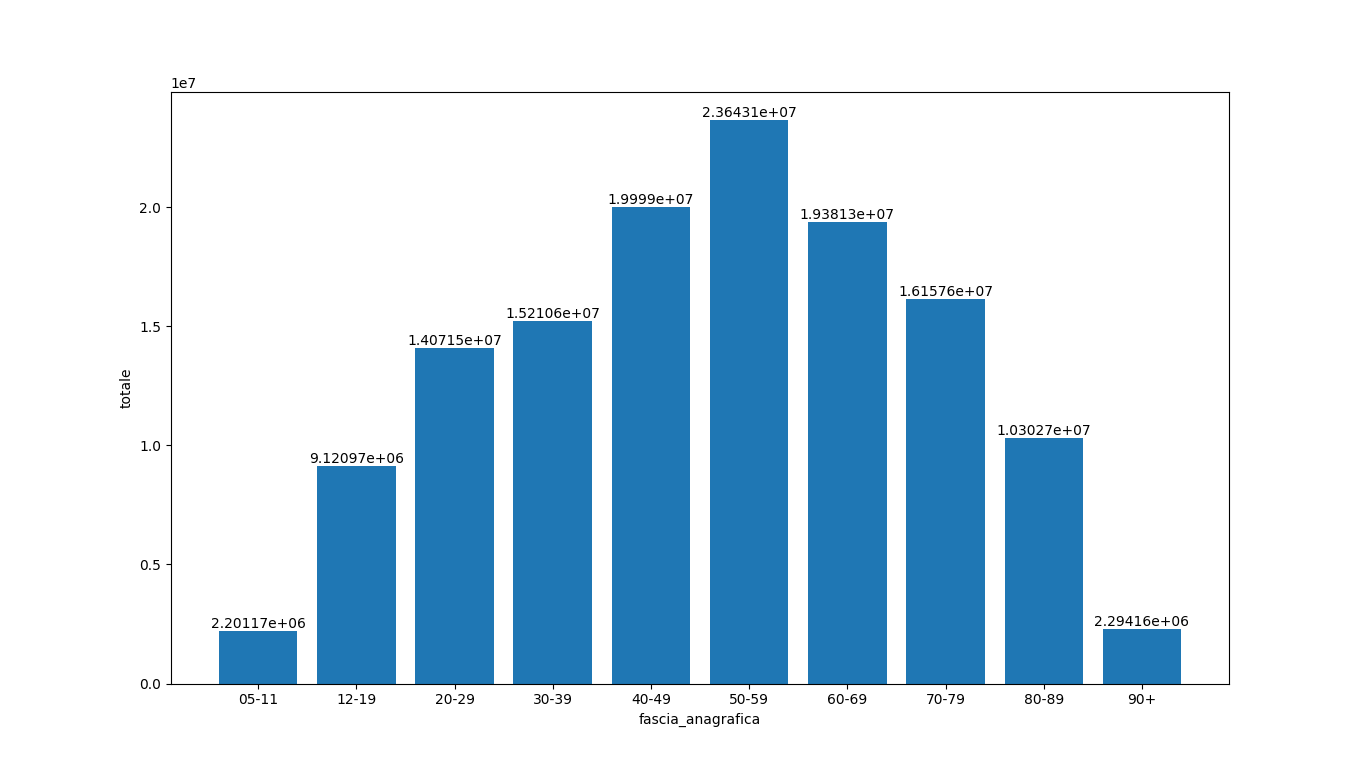 1e7
2.36431e+07
1.9999e+07
1.93813e+07
1.61576e+07
1.52106e+07
1.40715e+07
1.03027e+07
9.12097e+06
2.20117e+06
2.29416e+06
2.0
1.5
1.0
0.5
0.0
totale
05-11 12-19 20-29 30-39 40-49 50-59 60-69 70-79 80-89 90+
fascia_anagrafica